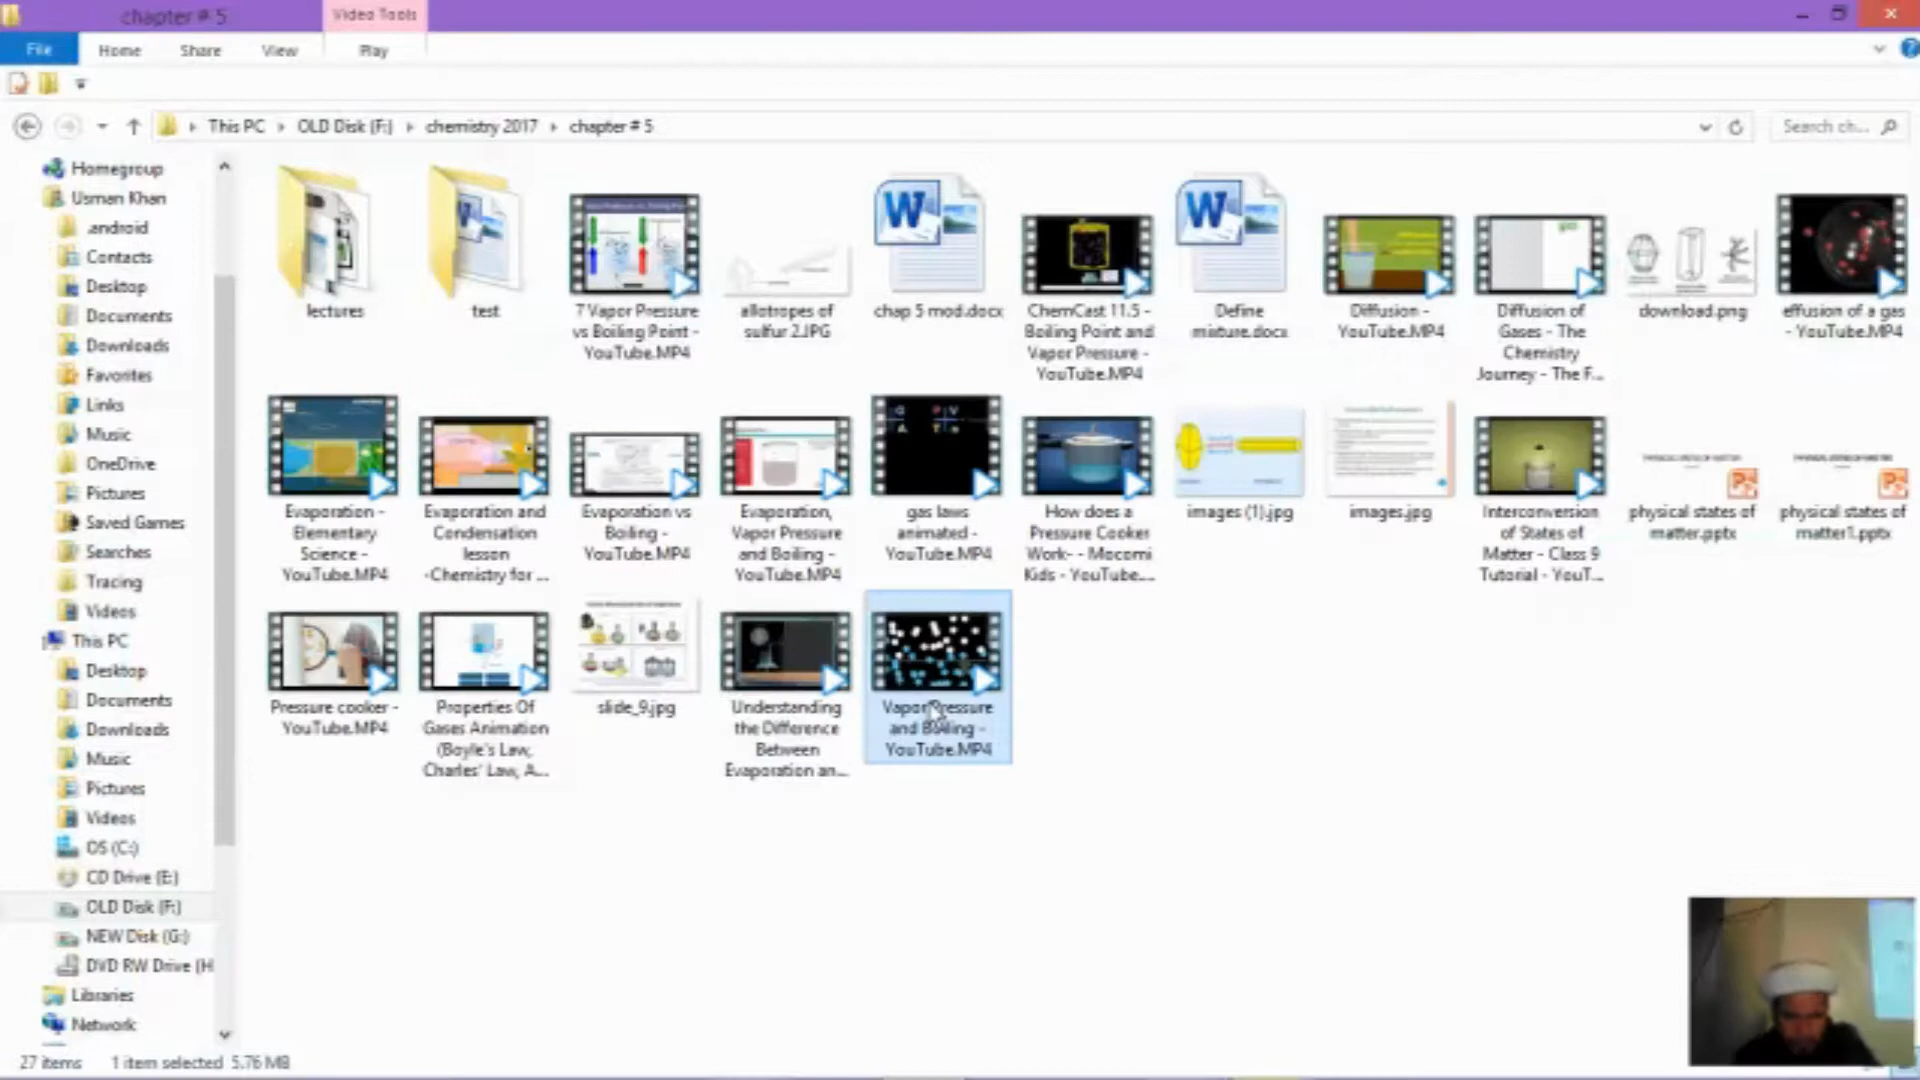 chapter # 5
Video Tools
File
Home
Share
View
Play
This PC
OLD Disk (F:)
chemistry 2017
chapter # 5
Search ch...
Homegroup
Usman Khan
.android
Contacts
Desktop
Documents
Downloads
Favorites
Links
Music
OneDrive
Pictures
Saved Games
Searches
Tracing
Videos
This PC
Desktop
Documents
Downloads
Music
Pictures
Videos
OS (C:)
CD Drive (E:)
OLD Disk (F:)
NEW Disk (G:)
DVD RW Drive (H
Libraries
Network
lectures
test
7 Vapor Pressure
vs Boiling Point -
YouTube.MP4
allotropes of
sulfur 2.JPG
chap 5 mod.docx
ChemCast 11.5 -
Boiling Point and
Vapor Pressure -
YouTube.MP4
Define
mixture.docx
Diffusion -
YouTube.MP4
Diffusion of
Gases - The
Chemistry
Journey - The F...
download.png
effusion of a gas
- YouTube.MP4
Evaporation -
Elementary
Science -
YouTube.MP4
Evaporation and
Condensation
lesson
-Chemistry for ...
Evaporation vs
Boiling -
YouTube.MP4
Evaporation,
Vapor Pressure
and Boiling -
YouTube.MP4
gas laws
animated -
YouTube.MP4
How does a
Pressure Cooker
Work- - Mocomi
Kids - YouTube....
images (1).jpg
images.jpg
Interconversion
of States of
Matter - Class 9
Tutorial - YouT...
physical states of
matter.pptx
physical states of
matter1.pptx
Pressure cooker -
YouTube.MP4
Properties Of
Gases Animation
(Boyle's Law,
Charles' Law, A...
slide_9.jpg
Understanding
the Difference
Between
Evaporation an...
Vapor Pressure
and Boiling -
YouTube.MP4
27 items
1 item selected 5.76 MB